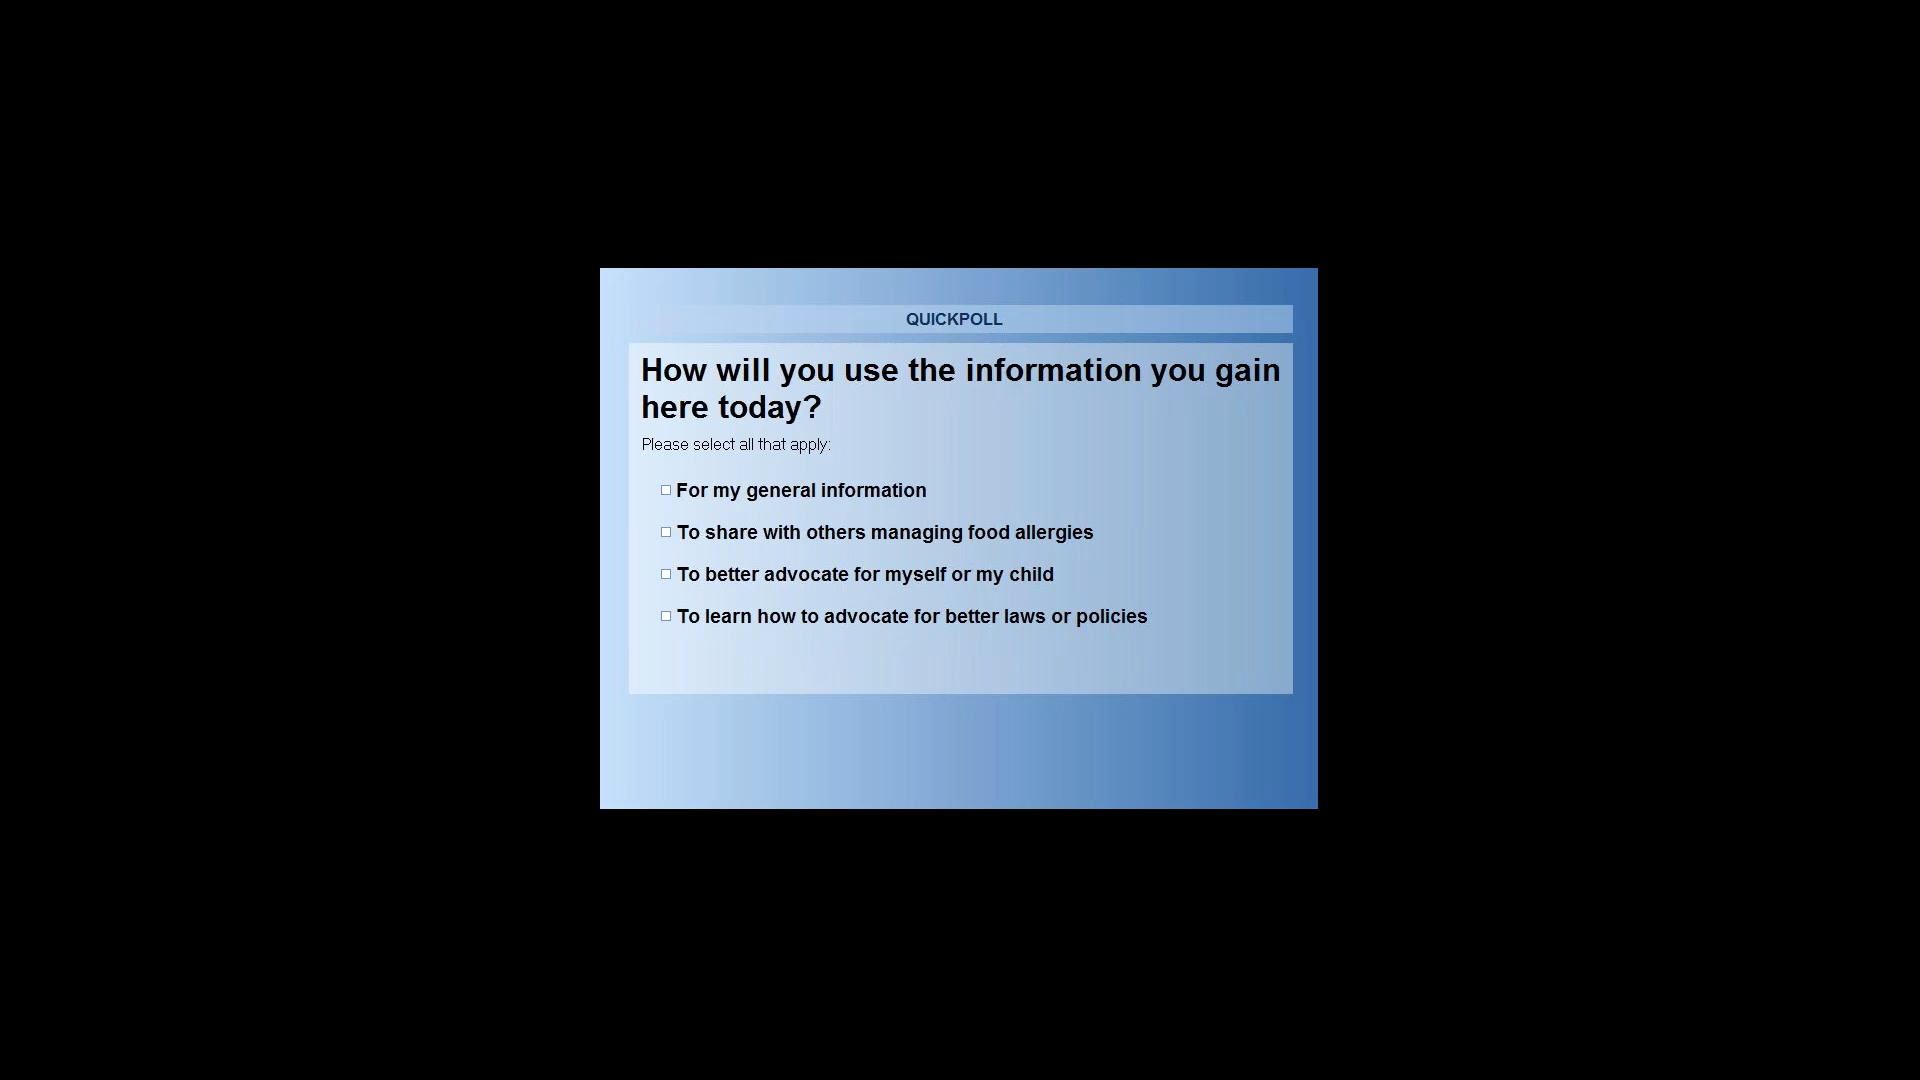 QUICKPOLL
How will you use the information you gain
here today?
Please select all that apply:
For my general information
To share with others managing food allergies
To better advocate for myself or my child
To learn how to advocate for better laws or policies